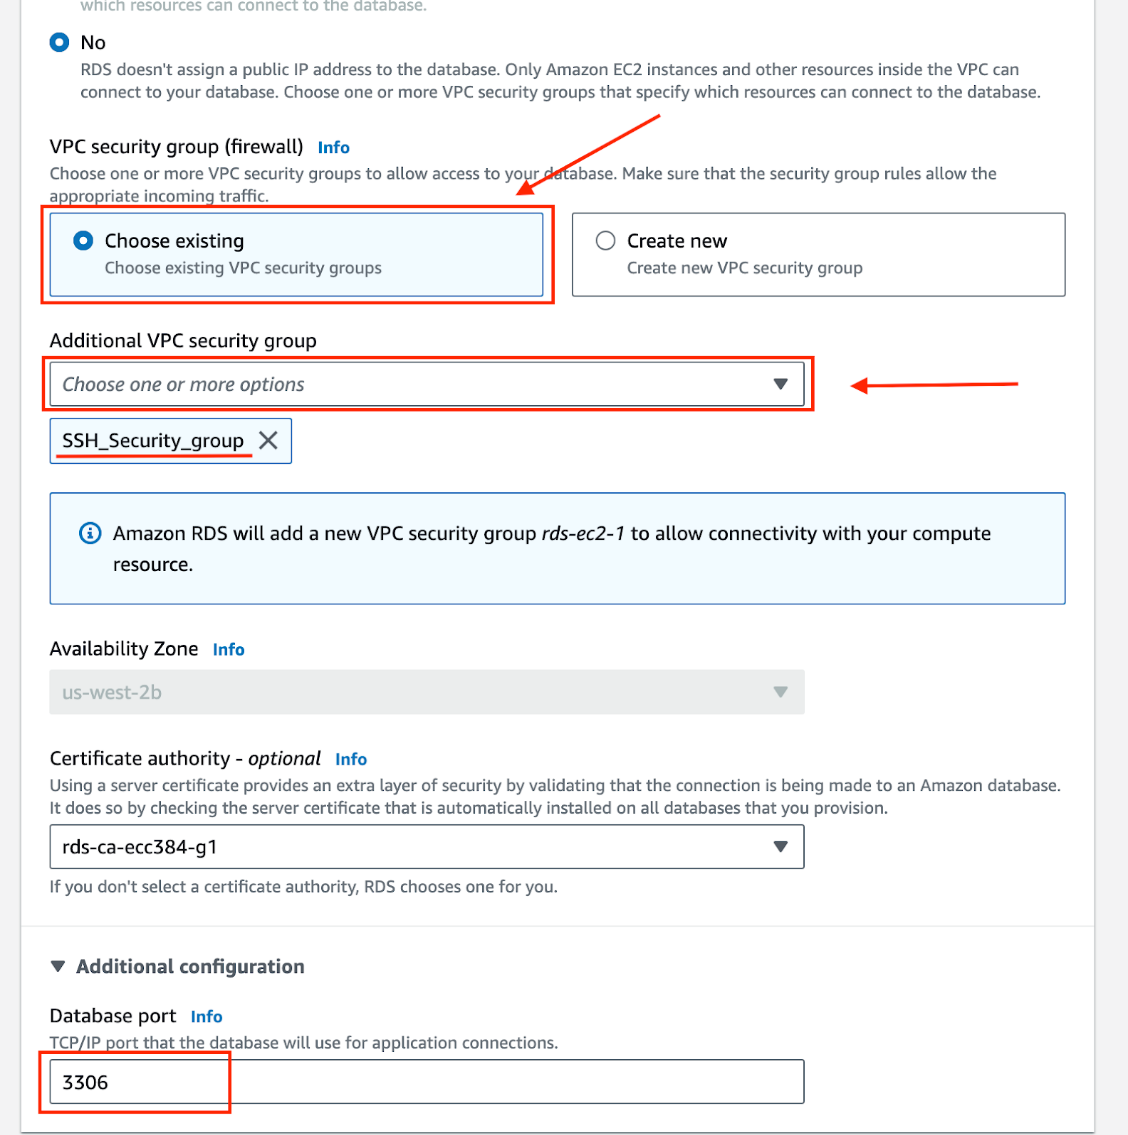 which resources can connect to the database.
No
RDS doesn't assign a public IP address to the database. Only Amazon EC2 instances and other resources inside the VPC can
connect to your database. Choose one or more VPC security groups that specify which resources can connect to the database.
VPC security group (firewall) Info
Choose one or more VPC security groups to allow access to your database. Make sure that the security group rules allow the
appropriate incoming traffic.
Choose existing
Choose existing VPC security groups
Create new
Create new VPC security group
Additional VPC security group
Choose one or more options
SSH_Security_group
Amazon RDS will add a new VPC security group rds-ec2-1 to allow connectivity with your compute
resource.
Availability Zone Info
us-west-2b
Certificate authority - optional Info
Using a server certificate provides an extra layer of security by validating that the connection is being made to an Amazon database.
It does so by checking the server certificate that is automatically installed on all databases that you provision.
rds-ca-ecc384-g1
If you don't select a certificate authority, RDS chooses one for you.
Additional configuration
Database port Info
TCP/IP port that the database will use for application connections.
3306